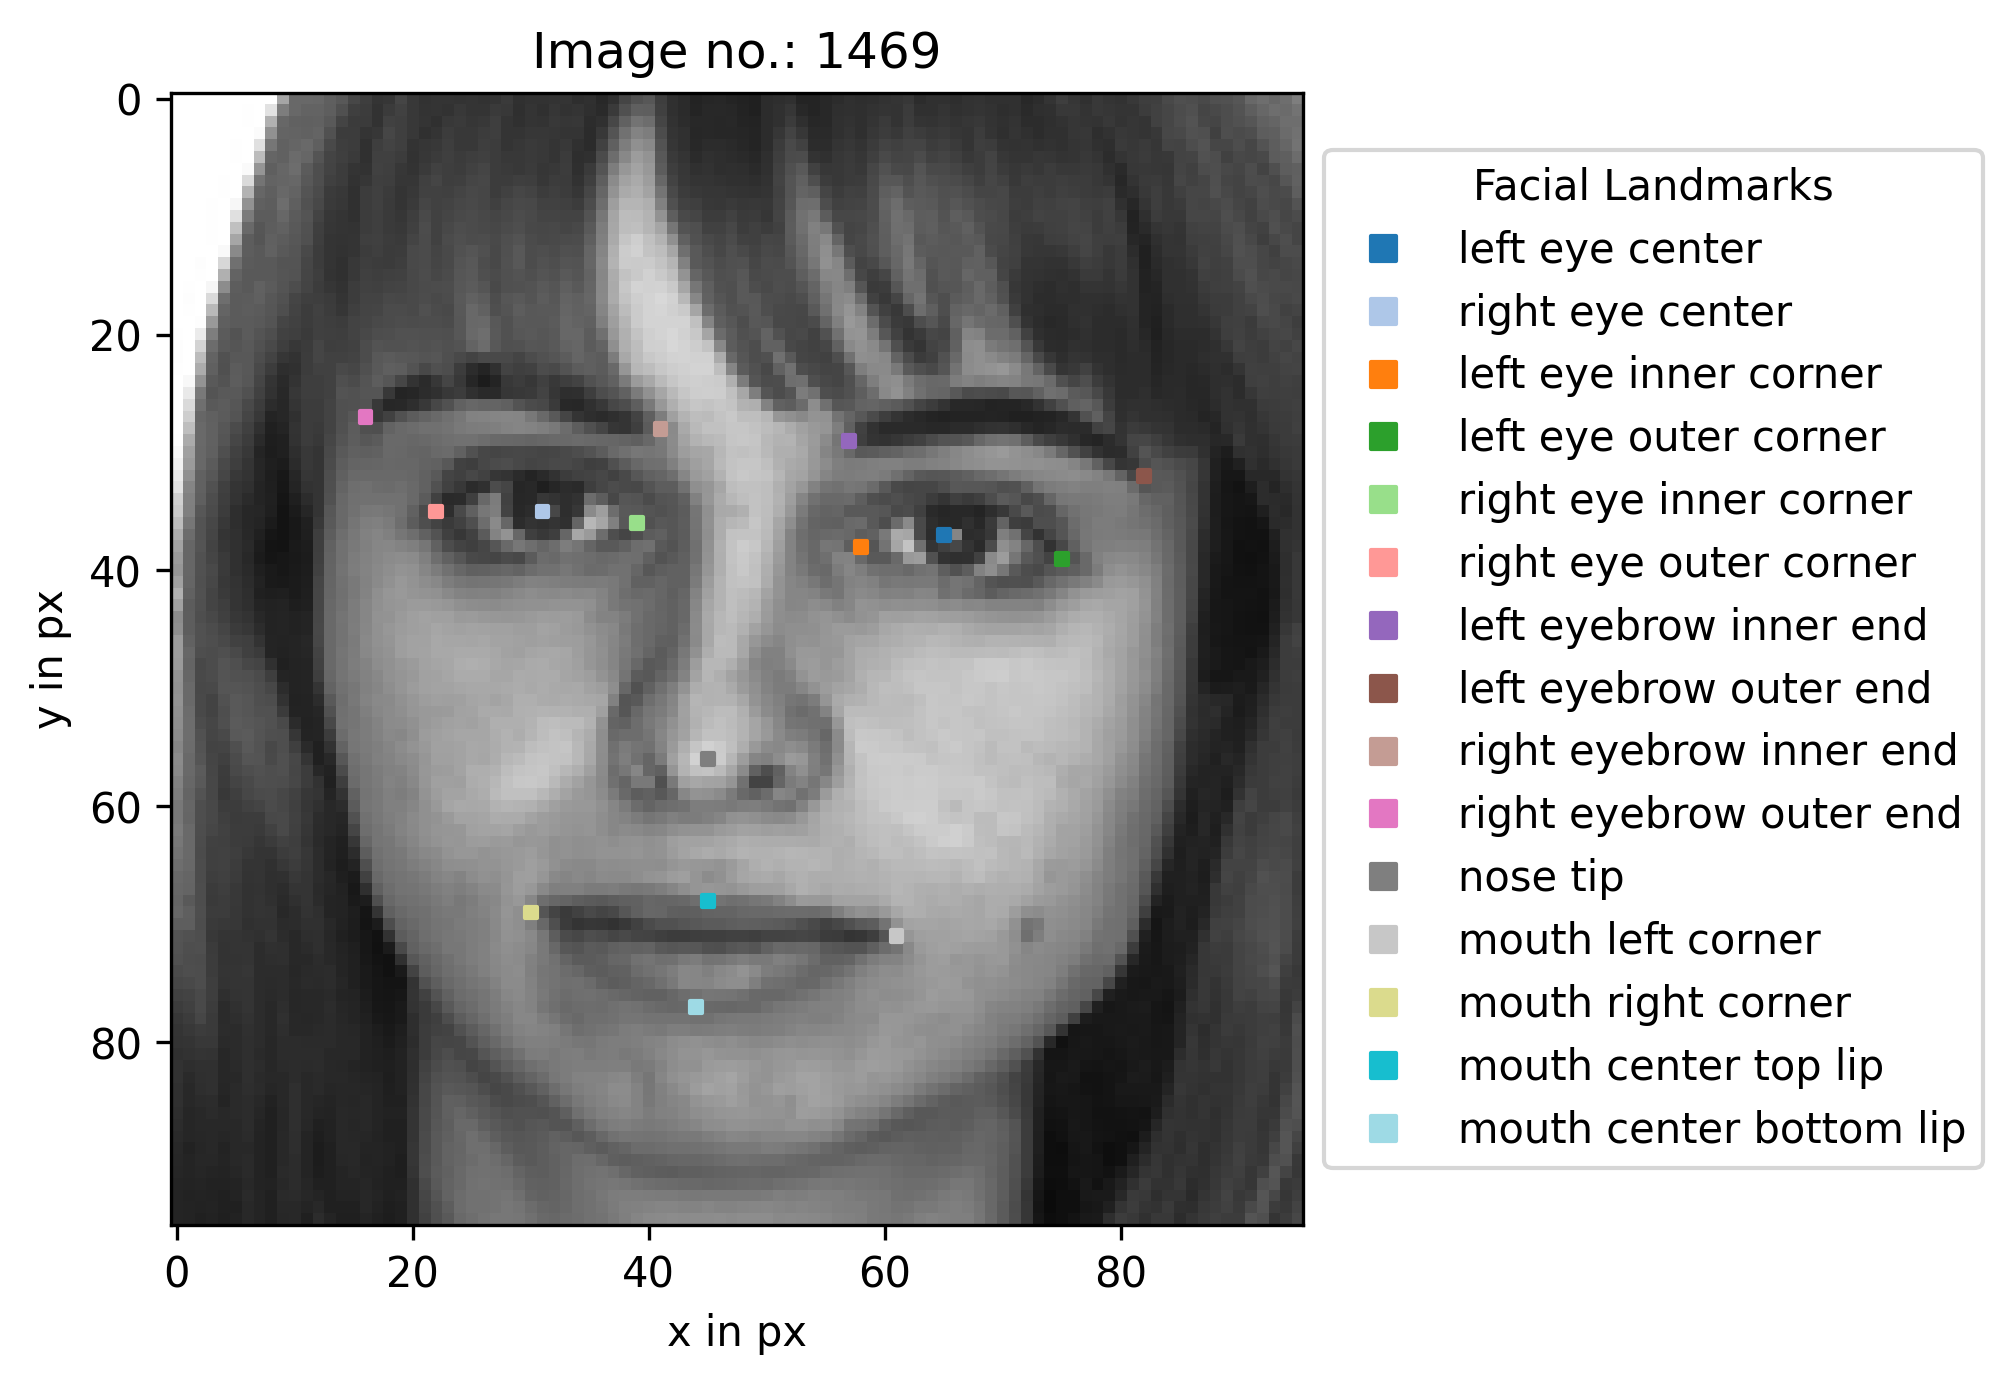 Image no.: 1469
0
20
40
60
80
y in px
0 20 40 60 80
x in px
Facial Landmarks
left eye center
right eye center
left eye inner corner
left eye outer corner
right eye inner corner
right eye outer corner
left eyebrow inner end
left eyebrow outer end
right eyebrow inner end
right eyebrow outer end
nose tip
mouth left corner
mouth right corner
mouth center top lip
mouth center bottom lip